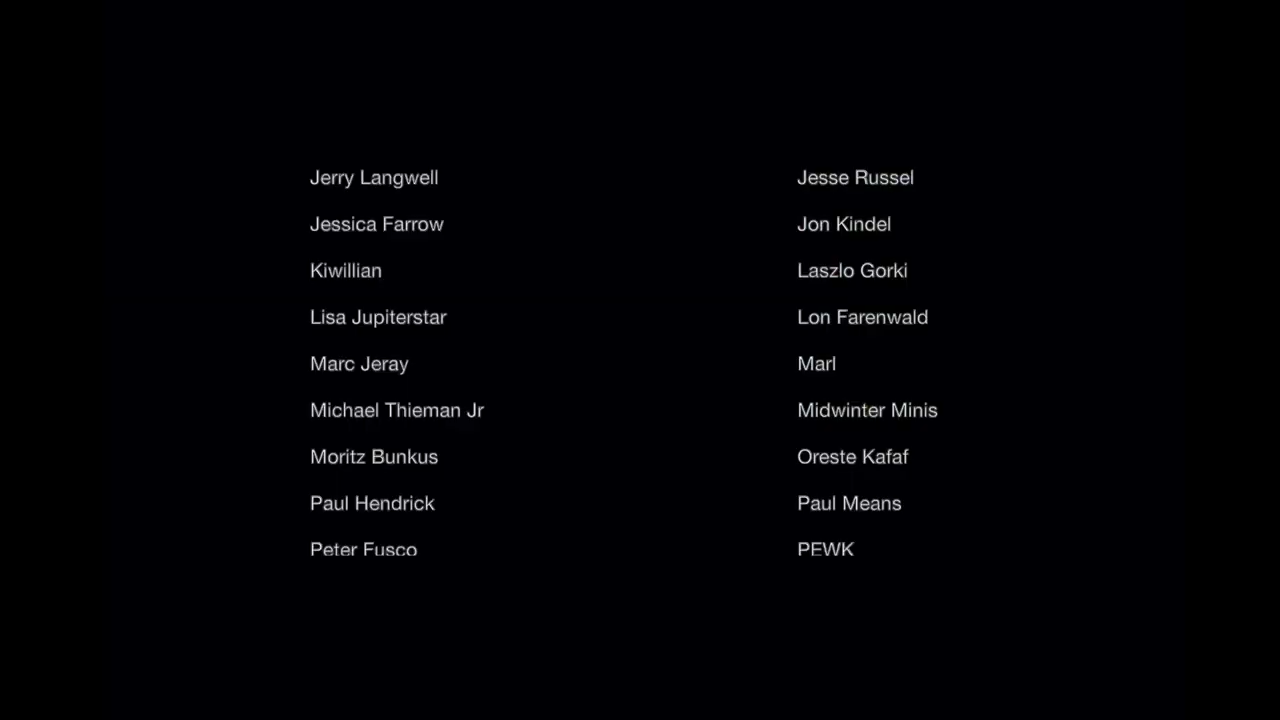 Jerry Langwell Jesse Russel
Jessica Farrow Jon Kindel
Kiwillian Laszlo Gorki
Lisa Jupiterstar Lon Farenwald
Marc Jeray Marl
Michael Thieman Jr Midwinter Minis
Moritz Bunkus Oreste Kafaf
Paul Hendrick Paul Means
Peter Fusco PEWK